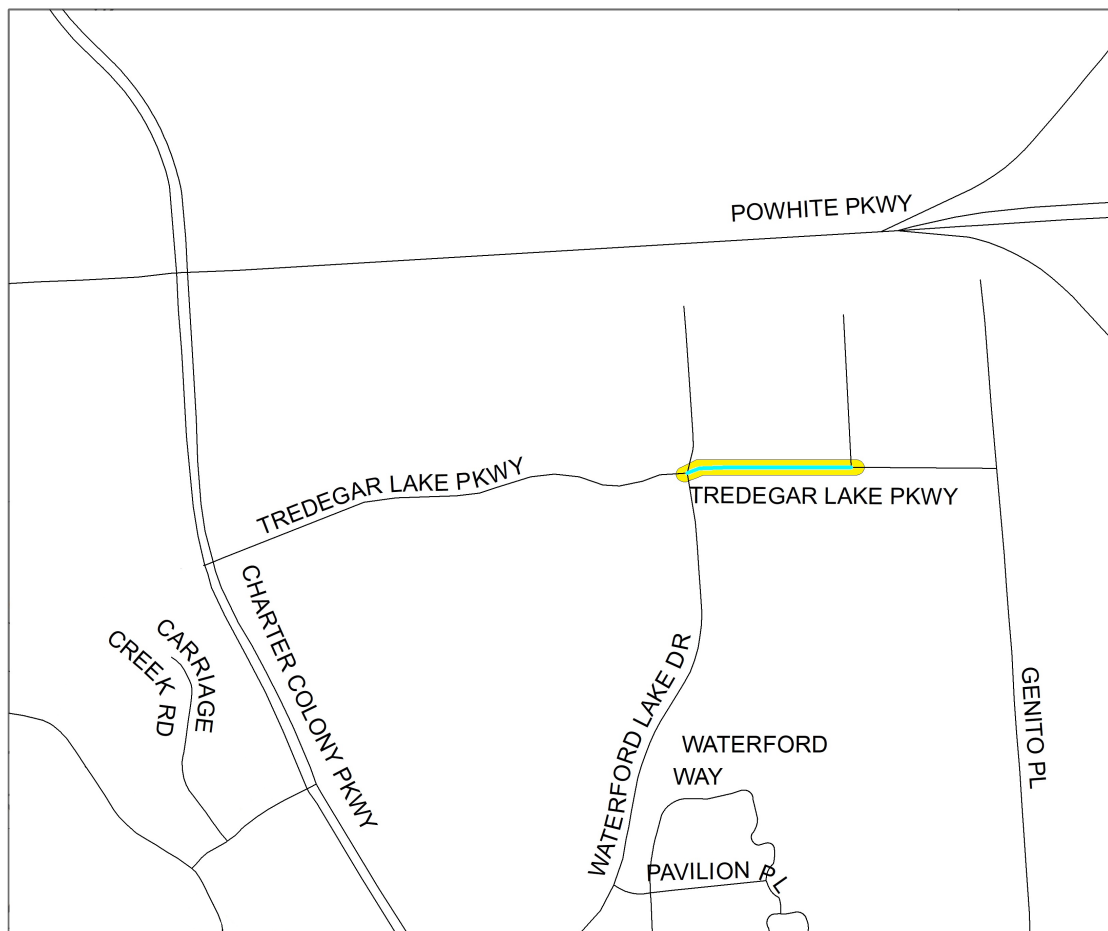 POWHITE PKWY
TREDEGAR LAKE PKWY
TREDEGAR LAKE PKWY
CHARTER COLONY PKWY
CARRIAGE
CREEK RD
WATERFORD LAKE DR
GENITO PL
WATERFORD
WAY
PAVILION PL